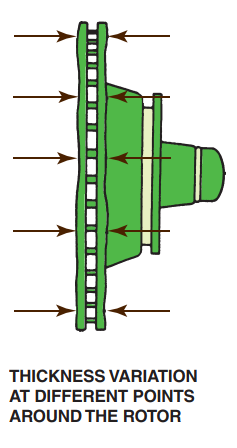 THICKNESS VARIATION
AT DIFFERENT POINTS
AROUND THE ROTOR